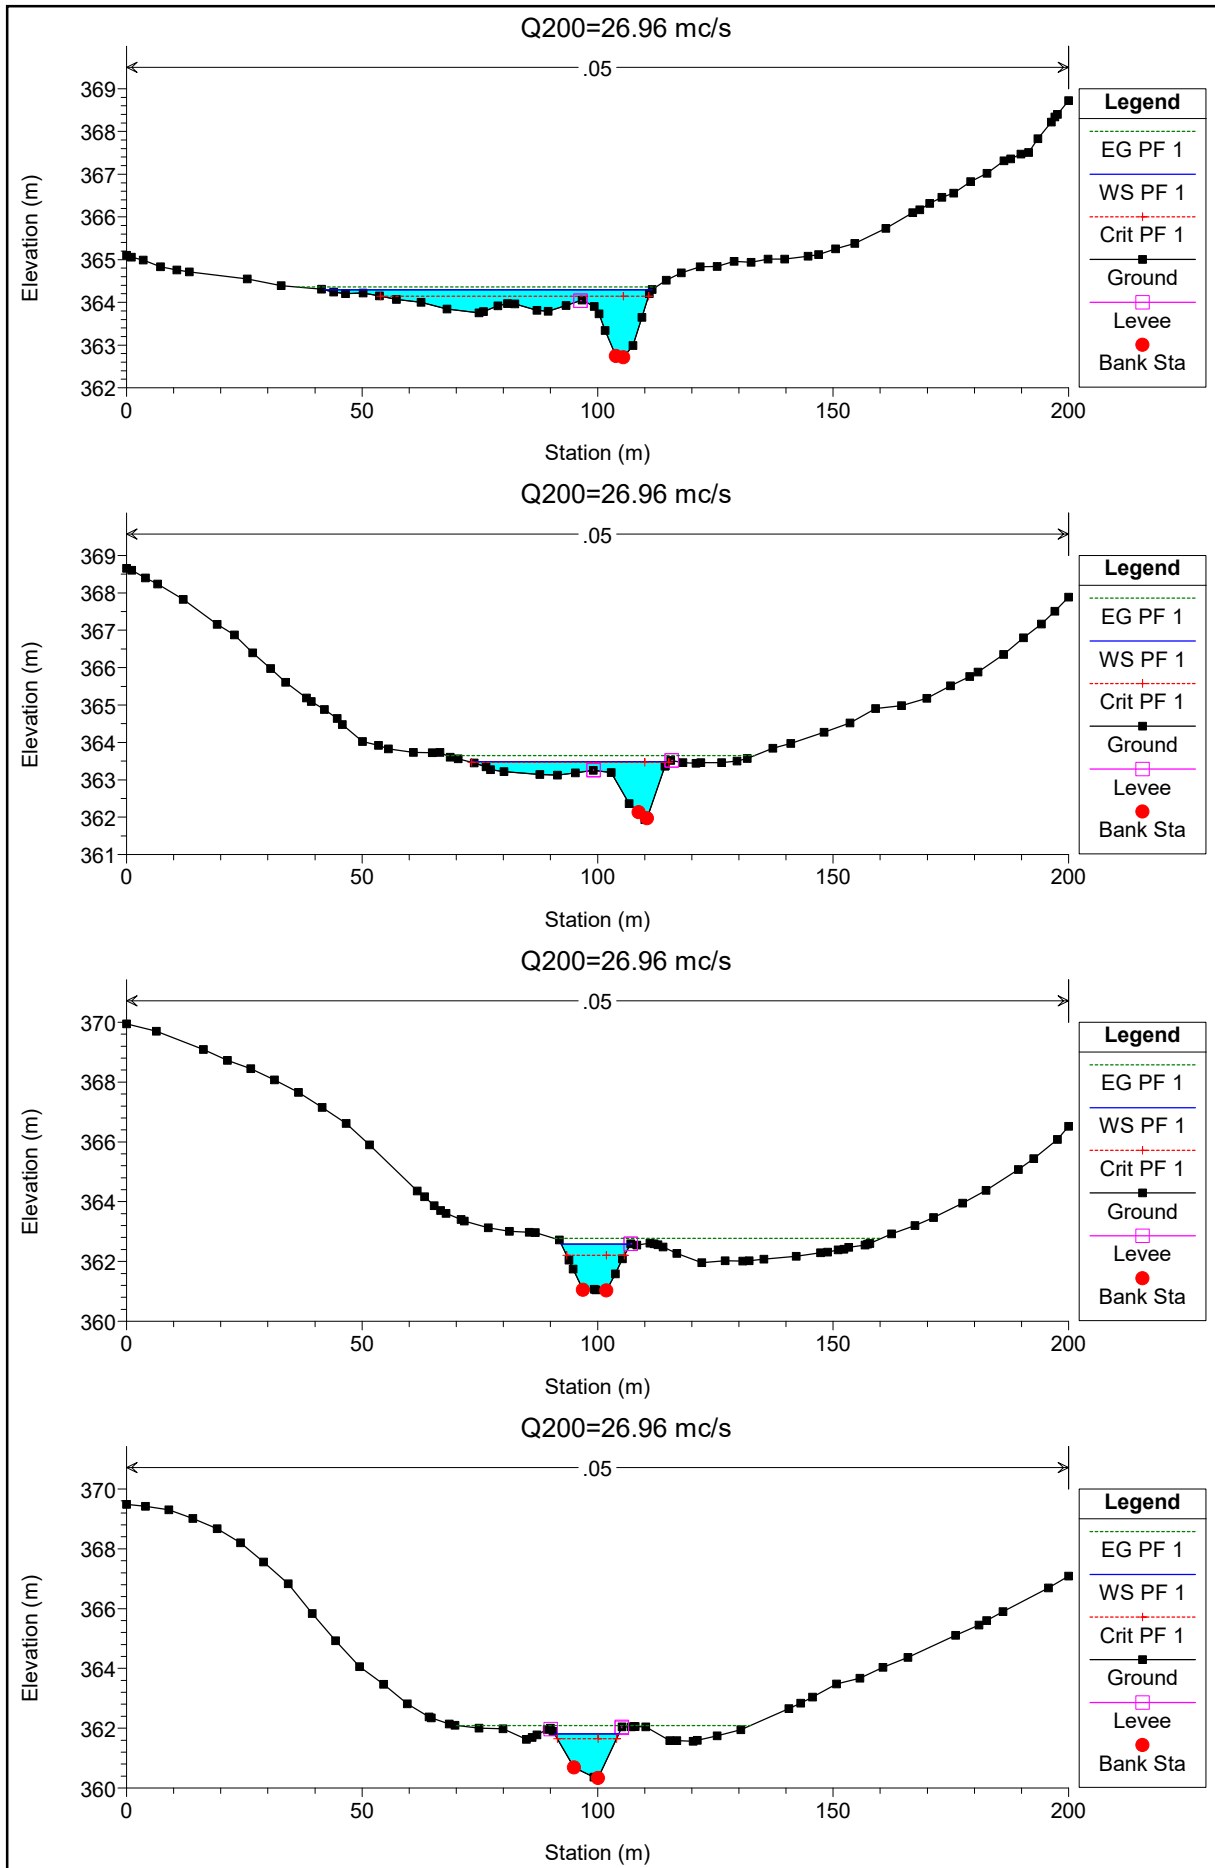 Q200=26.96 mc/s
.05
369
368
367
366
365
364
363
362
Elevation (m)
0
50
100
150
200
Station (m)
Legend
EG PF 1
WS PF 1
Crit PF 1
Ground
Levee
Bank Sta
Q200=26.96 mc/s
.05
369
368
367
366
365
364
363
362
361
Elevation (m)
0
50
100
150
200
Station (m)
Legend
EG PF 1
WS PF 1
Crit PF 1
Ground
Levee
Bank Sta
Q200=26.96 mc/s
.05
370
368
366
364
362
360
Elevation (m)
0
50
100
150
200
Station (m)
Legend
EG PF 1
WS PF 1
Crit PF 1
Ground
Levee
Bank Sta
Q200=26.96 mc/s
.05
370
368
366
364
362
360
Elevation (m)
0
50
100
150
200
Station (m)
Legend
EG PF 1
WS PF 1
Crit PF 1
Ground
Levee
Bank Sta